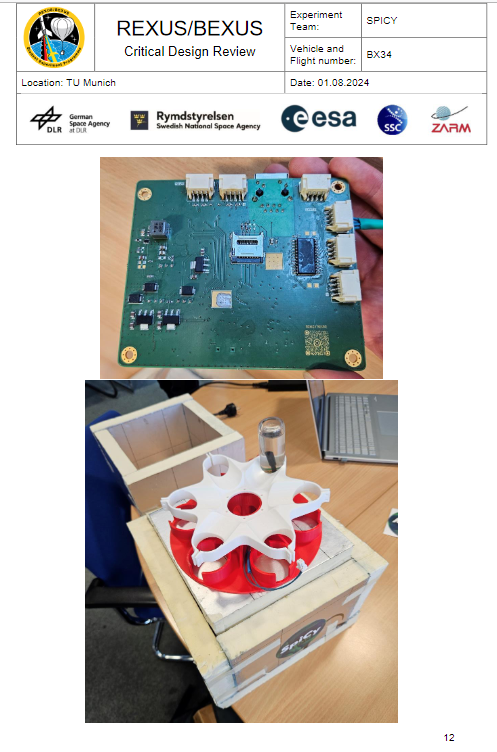 REXUS/BEXUS
Critical Design Review
Experiment
Team:
SPICY
Vehicle and
Flight number:
BX34
Location: TU Munich
Date: 01.08.2024
DLR
German
Space Agency
at DLR
Rymdstyrelsen
Swedish National Space Agency
esa
SSC
ZARM
SpiCy
12